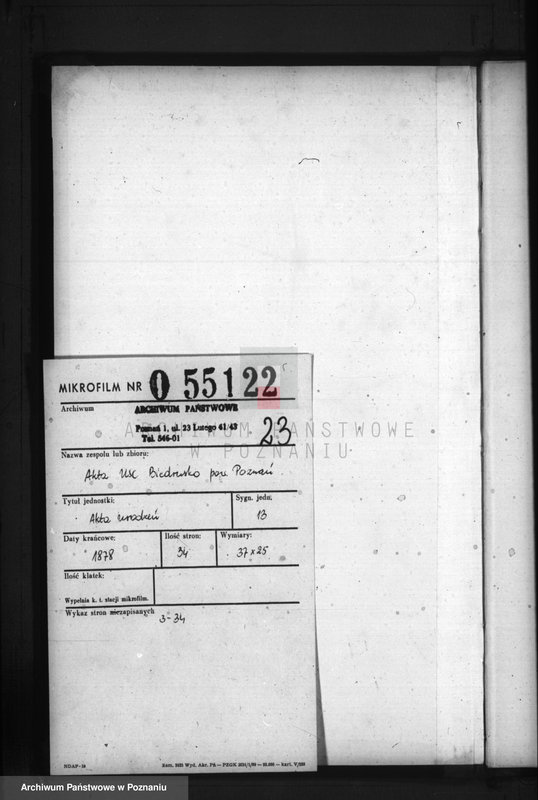 MIKROFILM NR 0 55122
Archiwum
ARCHIWUM PAŃSTWOWE
Poznań 1, ul. 23 Lutego 41/43
Tel. 546-01
23
ARCHIWUM PAŃSTWOWE
W POZNANIU
Nazwa zespołu lub zbioru:
Akta USC Biedrusko pow. Poznań
Tytuł jednostki:
Sygn. jedn.
Akta urodzeń
13
Daty krańcowe:
Ilość stron:
Wymiary:
1878
34
37 x 25
Ilość klatek:
Wypełnia k. t. stacji mikrofilm.
Wykaz stron niezapisanych
3-34
NDAP-
Archiwum Państwowe w Poznaniu